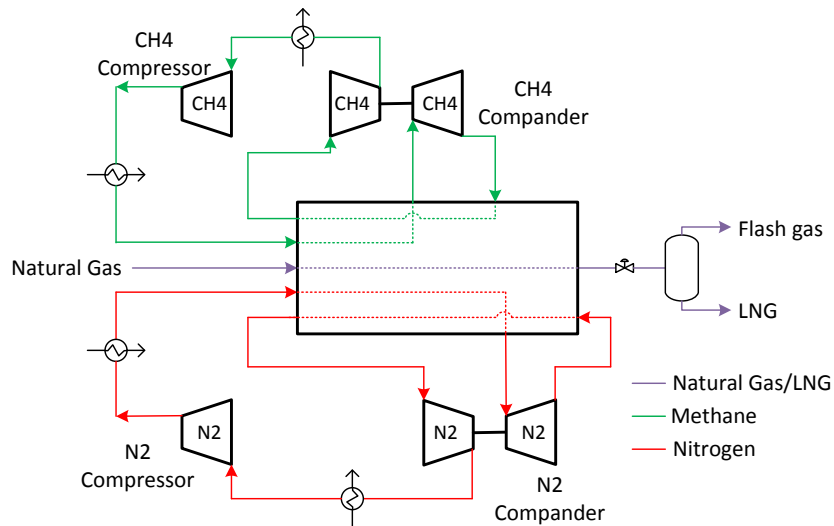 CH4
Compressor
CH4
CH4
CH4
CH4
Compander
Natural Gas
Flash gas
LNG
Natural Gas/LNG
Methane
Nitrogen
N2
N2
N2
N2
Compressor
N2
Compander